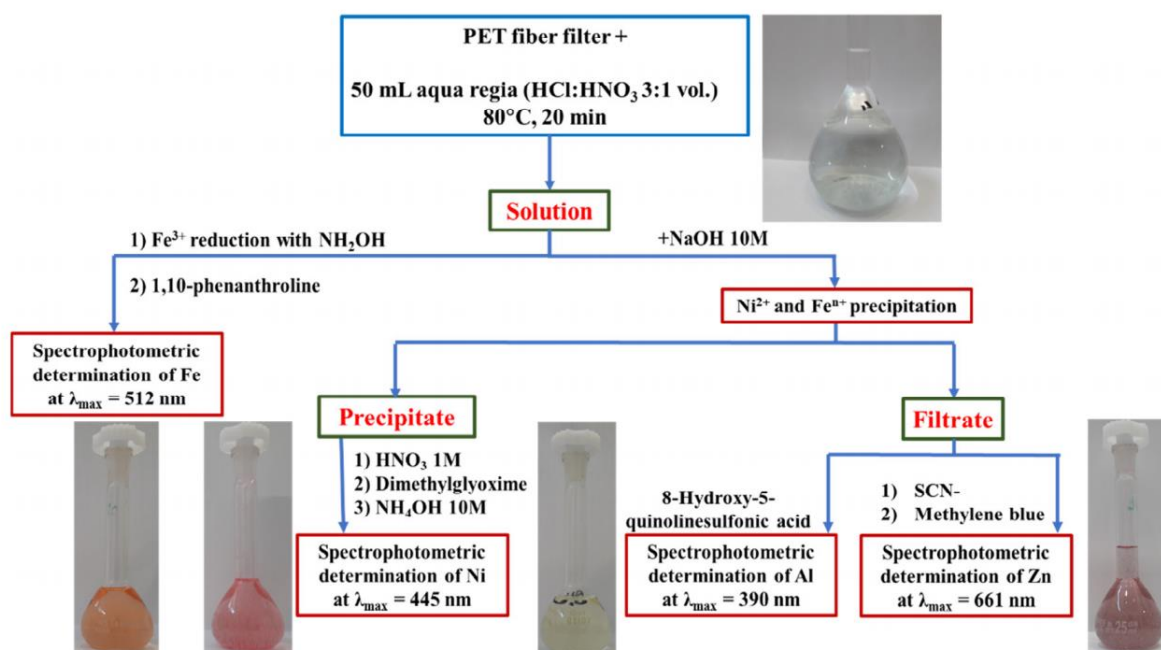 PET fiber filter +
50 mL aqua regia (HCl:HNO₃ 3:1 vol.)
80°C, 20 min
Solution
1) Fe³⁺ reduction with NH₂OH
2) 1,10-phenanthroline
+NaOH 10M
Ni²⁺ and Feⁿ⁺ precipitation
Spectrophotometric
determination of Fe
at λmax = 512 nm
Precipitate
Filtrate
1) HNO₃ 1M
2) Dimethylglyoxime
3) NH₄OH 10M
8-Hydroxy-5-
quinolinesulfonic acid
1) SCN-
2) Methylene blue
Spectrophotometric
determination of Ni
at λmax = 445 nm
Spectrophotometric
determination of Al
at λmax = 390 nm
Spectrophotometric
determination of Zn
at λmax = 661 nm